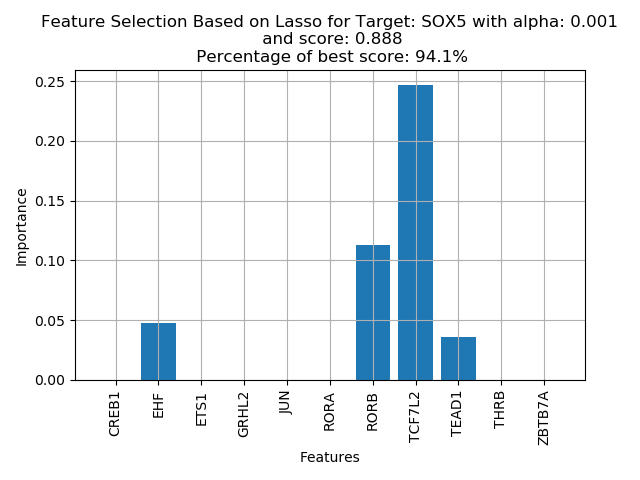 Feature Selection Based on Lasso for Target: SOX5 with alpha: 0.001
and score: 0.888
Percentage of best score: 94.1%
0.25
0.20
0.15
0.10
0.05
0.00
Importance
CREB1
EHF
ETS1
GRHL2
JUN
RORA
RORB
TCF7L2
TEAD1
THRB
ZBTB7A
Features